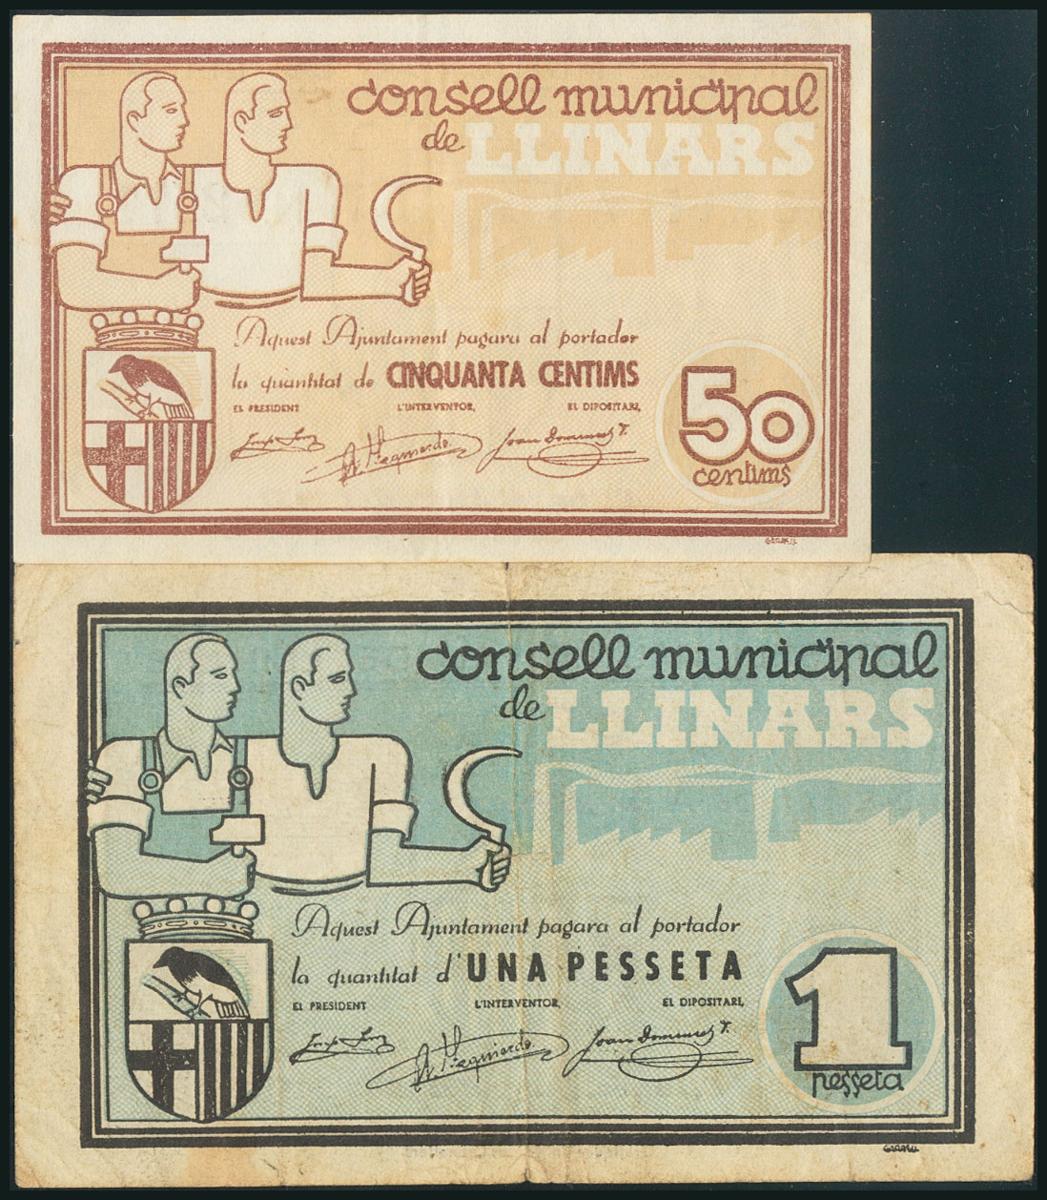 consell municipal
de LLINARS
Aquest Ajuntament pagara al portador
la quantitat de CINQUANTA CENTIMS
EL PRESIDENT L'INTERVENTOR, EL DIPOSITARI,
50
centims
consell municipal
de LLINARS
Aquest Ajuntament pagara al portador
la quantitat d'UNA PESSETA
EL PRESIDENT L'INTERVENTOR, EL DIPOSITARI,
1
pesseta